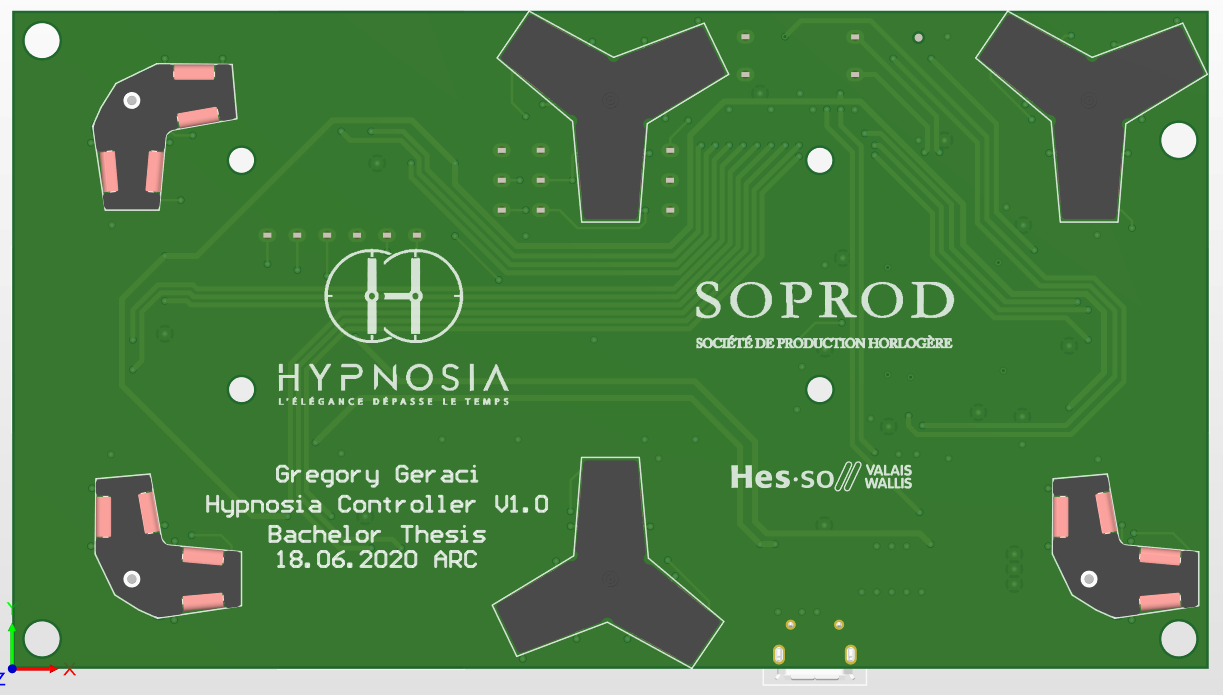 SOPROD
SOCIÉTÉ DE PRODUCTION HORLOGÈRE
HYPNOSIA
L'ÉLÉGANCE DÉPASSE LE TEMPS
Gregory Geraci
Hypnosia Controller V1.0
Bachelor Thesis
18.06.2020 ARC
Hes·so VALAIS
WALLIS
Y
X
Z